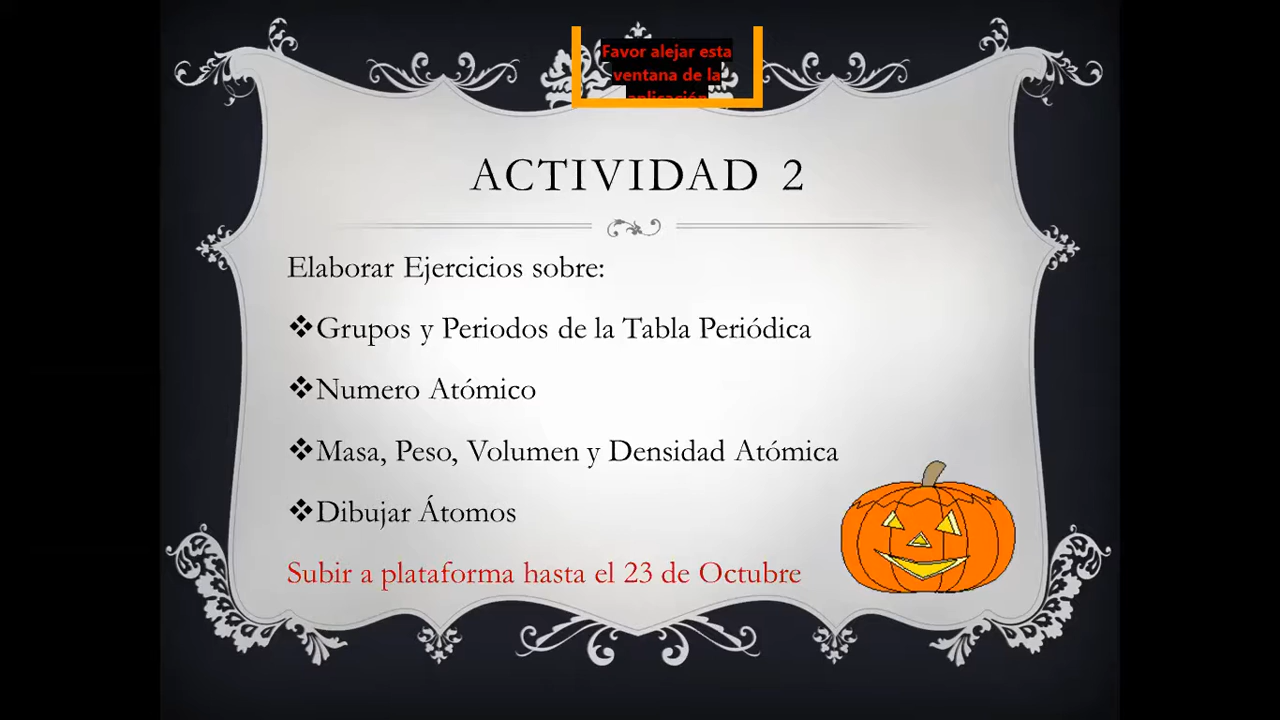 Favor alejar esta
ventana de la
aplicación
ACTIVIDAD 2
Elaborar Ejercicios sobre:
❖Grupos y Periodos de la Tabla Periódica
❖Numero Atómico
❖Masa, Peso, Volumen y Densidad Atómica
❖Dibujar Átomos
Subir a plataforma hasta el 23 de Octubre